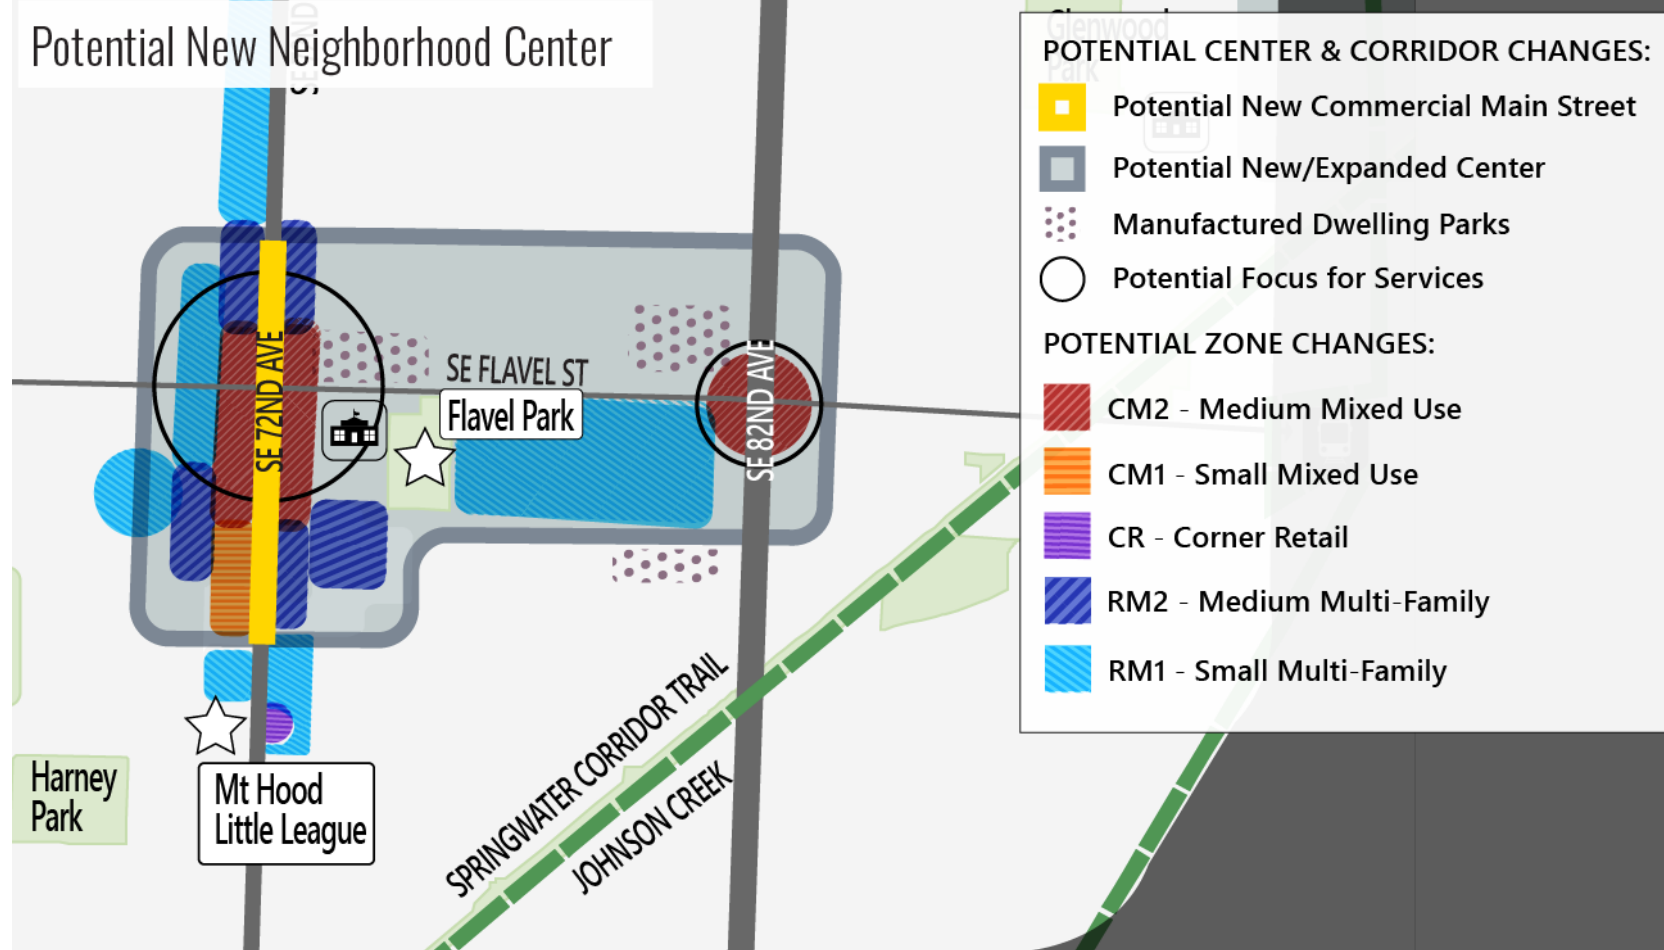 Potential New Neighborhood Center
SE 72ND AVE
SE FLAVEL ST
Flavel Park
SE 82ND AVE
SPRINGWATER CORRIDOR TRAIL
JOHNSON CREEK
Harney
Park
Mt Hood
Little League
Glenwood
Park
POTENTIAL CENTER & CORRIDOR CHANGES:
Potential New Commercial Main Street
Potential New/Expanded Center
Manufactured Dwelling Parks
Potential Focus for Services
POTENTIAL ZONE CHANGES:
CM2 - Medium Mixed Use
CM1 - Small Mixed Use
CR - Corner Retail
RM2 - Medium Multi-Family
RM1 - Small Multi-Family